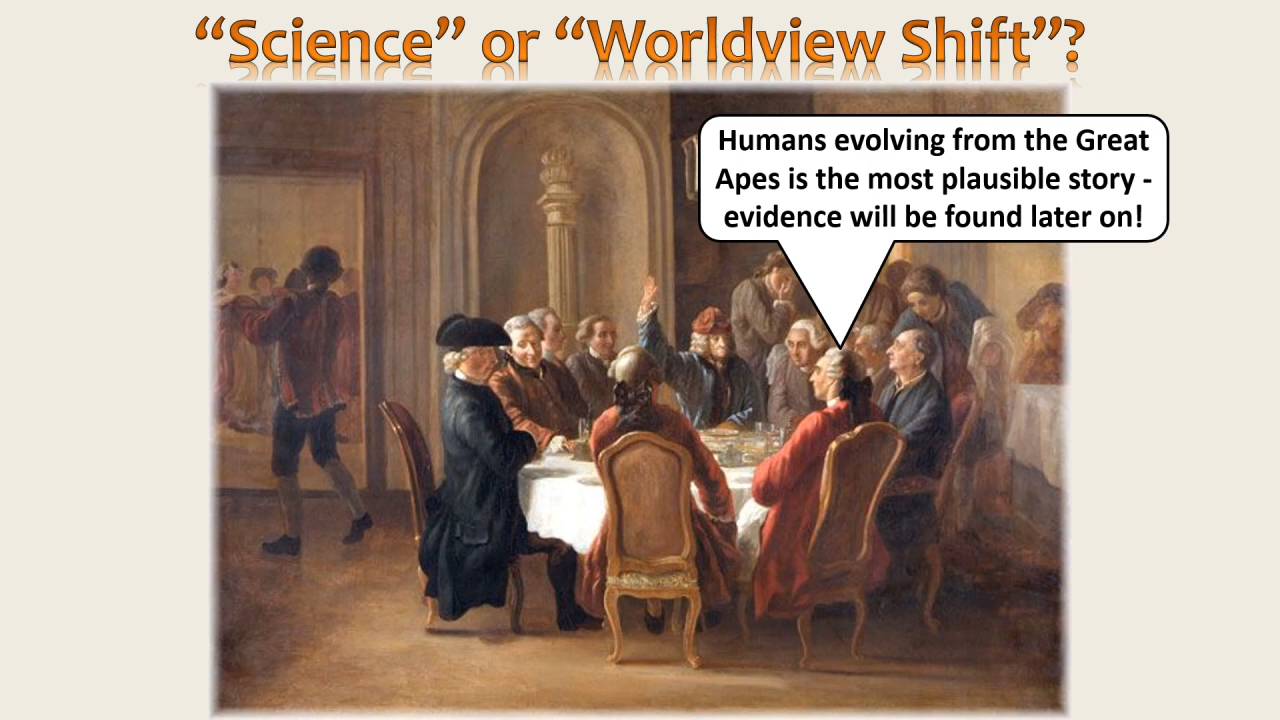 “Science” or “Worldview Shift”?
Humans evolving from the Great
Apes is the most plausible story -
evidence will be found later on!